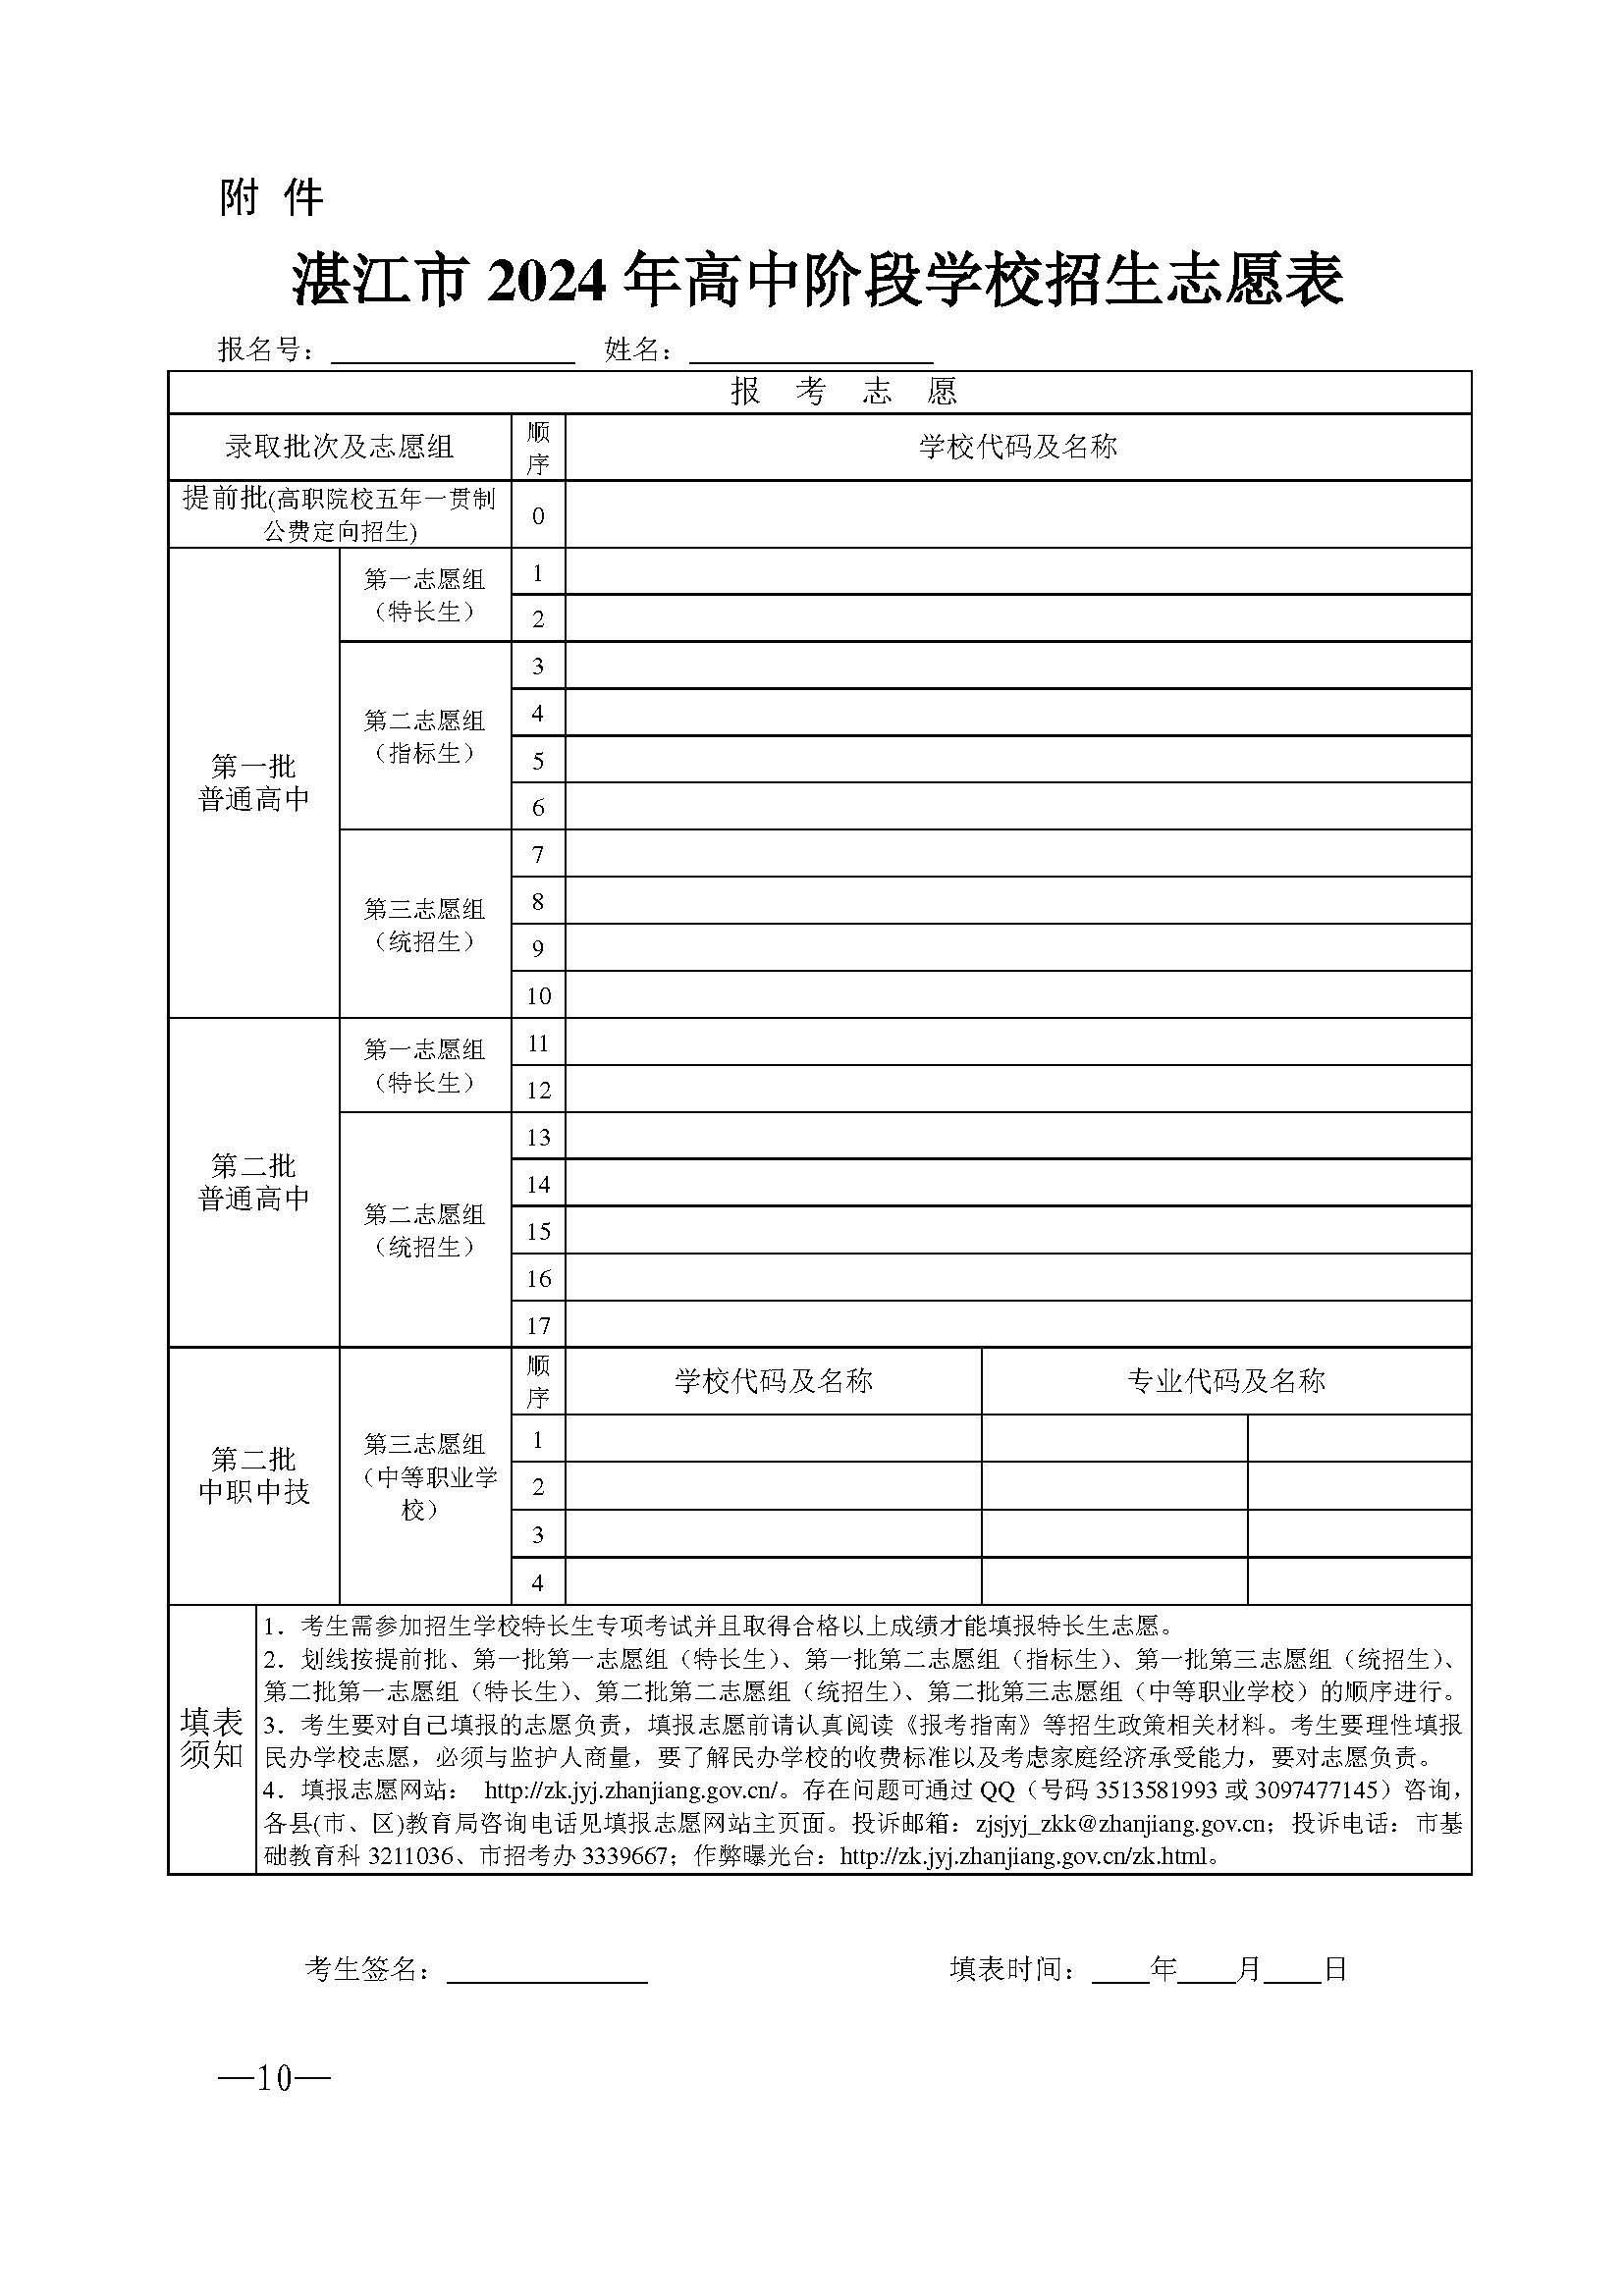 附 件
湛江市 2024 年高中阶段学校招生志愿表
报名号： 姓名：
报 考 志 愿
录取批次及志愿组 顺序 学校代码及名称
提前批(高职院校五年一贯制
公费定向招生) 0
第一批
普通高中
第一志愿组
（特长生）
1
2
第二志愿组
（指标生）
3
4
5
6
第三志愿组
（统招生）
7
8
9
10
第二批
普通高中
第一志愿组
（特长生）
11
12
第二志愿组
（统招生）
13
14
15
16
17
第二批
中职中技
第三志愿组
（中等职业学
校）
顺序 学校代码及名称 专业代码及名称
1
2
3
4
填表
须知
1．考生需参加招生学校特长生专项考试并且取得合格以上成绩才能填报特长生志愿。
2．划线按提前批、第一批第一志愿组（特长生）、第一批第二志愿组（指标生）、第一批第三志愿组（统招生）、
第二批第一志愿组（特长生）、第二批第二志愿组（统招生）、第二批第三志愿组（中等职业学校）的顺序进行。
3．考生要对自己填报的志愿负责，填报志愿前请认真阅读《报考指南》等招生政策相关材料。考生要理性填报
民办学校志愿，必须与监护人商量，要了解民办学校的收费标准以及考虑家庭经济承受能力，要对志愿负责。
4．填报志愿网站： http://zk.jyj.zhanjiang.gov.cn/。存在问题可通过 QQ（号码 3513581993 或 3097477145）咨询，
各县(市、区)教育局咨询电话见填报志愿网站主页面。投诉邮箱：zjsjyj_zkk@zhanjiang.gov.cn；投诉电话：市基
础教育科 3211036、市招考办 3339667；作弊曝光台：http://zk.jyj.zhanjiang.gov.cn/zk.html。
考生签名： 填表时间： 年 月 日
—10—